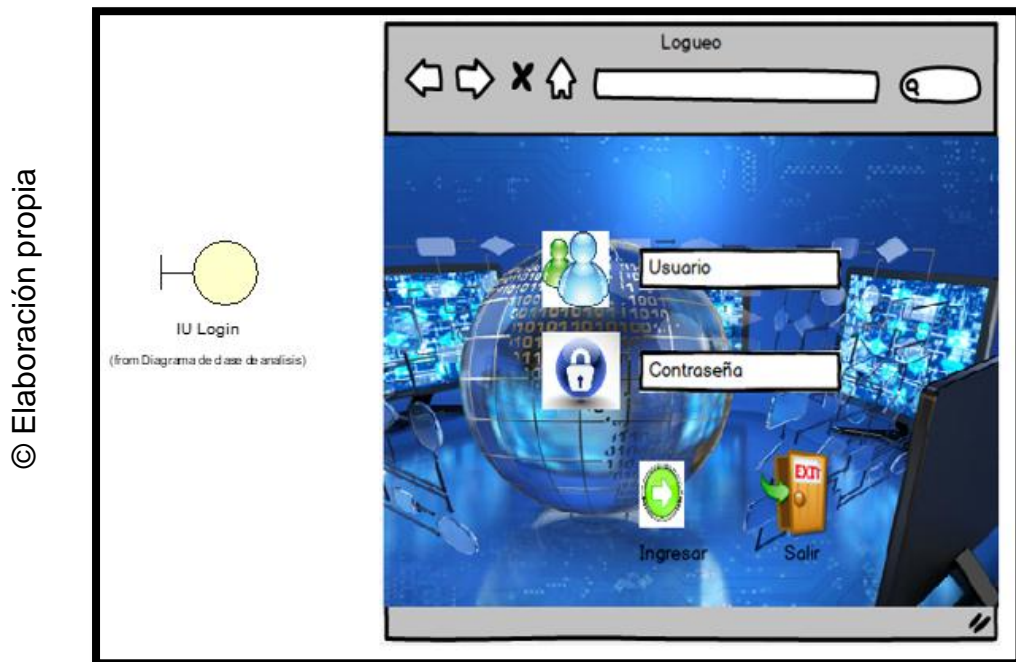 © Elaboración propia
Logueo
IU Login
(from Diagrama de clase de analisis)
Usuario
Contraseña
EXIT
Ingresar
Salir